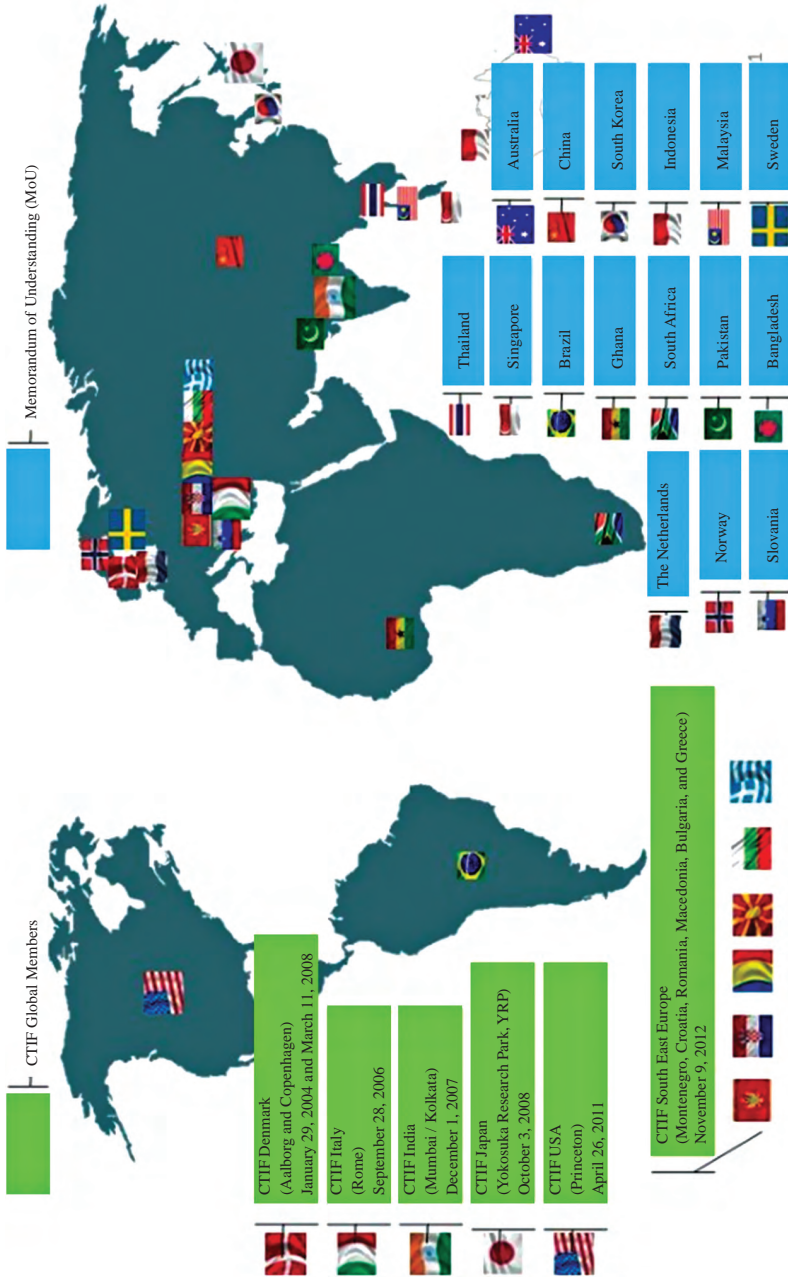 CTIF Global Members
Memorandum of Understanding (MoU)
CTIF Denmark
(Aalborg and Copenhagen)
January 29, 2004 and March 11, 2008
CTIF Italy
(Rome)
September 28, 2006
CTIF India
(Mumbai / Kolkata)
December 1, 2007
CTIF Japan
(Yokosuka Research Park, YRP)
October 3, 2008
CTIF USA
(Princeton)
April 26, 2011
CTIF South East Europe
(Montenegro, Croatia, Romania, Macedonia, Bulgaria, and Greece)
November 9, 2012
The Netherlands
Norway
Slovania
Thailand
Singapore
Brazil
Ghana
South Africa
Pakistan
Bangladesh
Australia
China
South Korea
Indonesia
Malaysia
Sweden
1